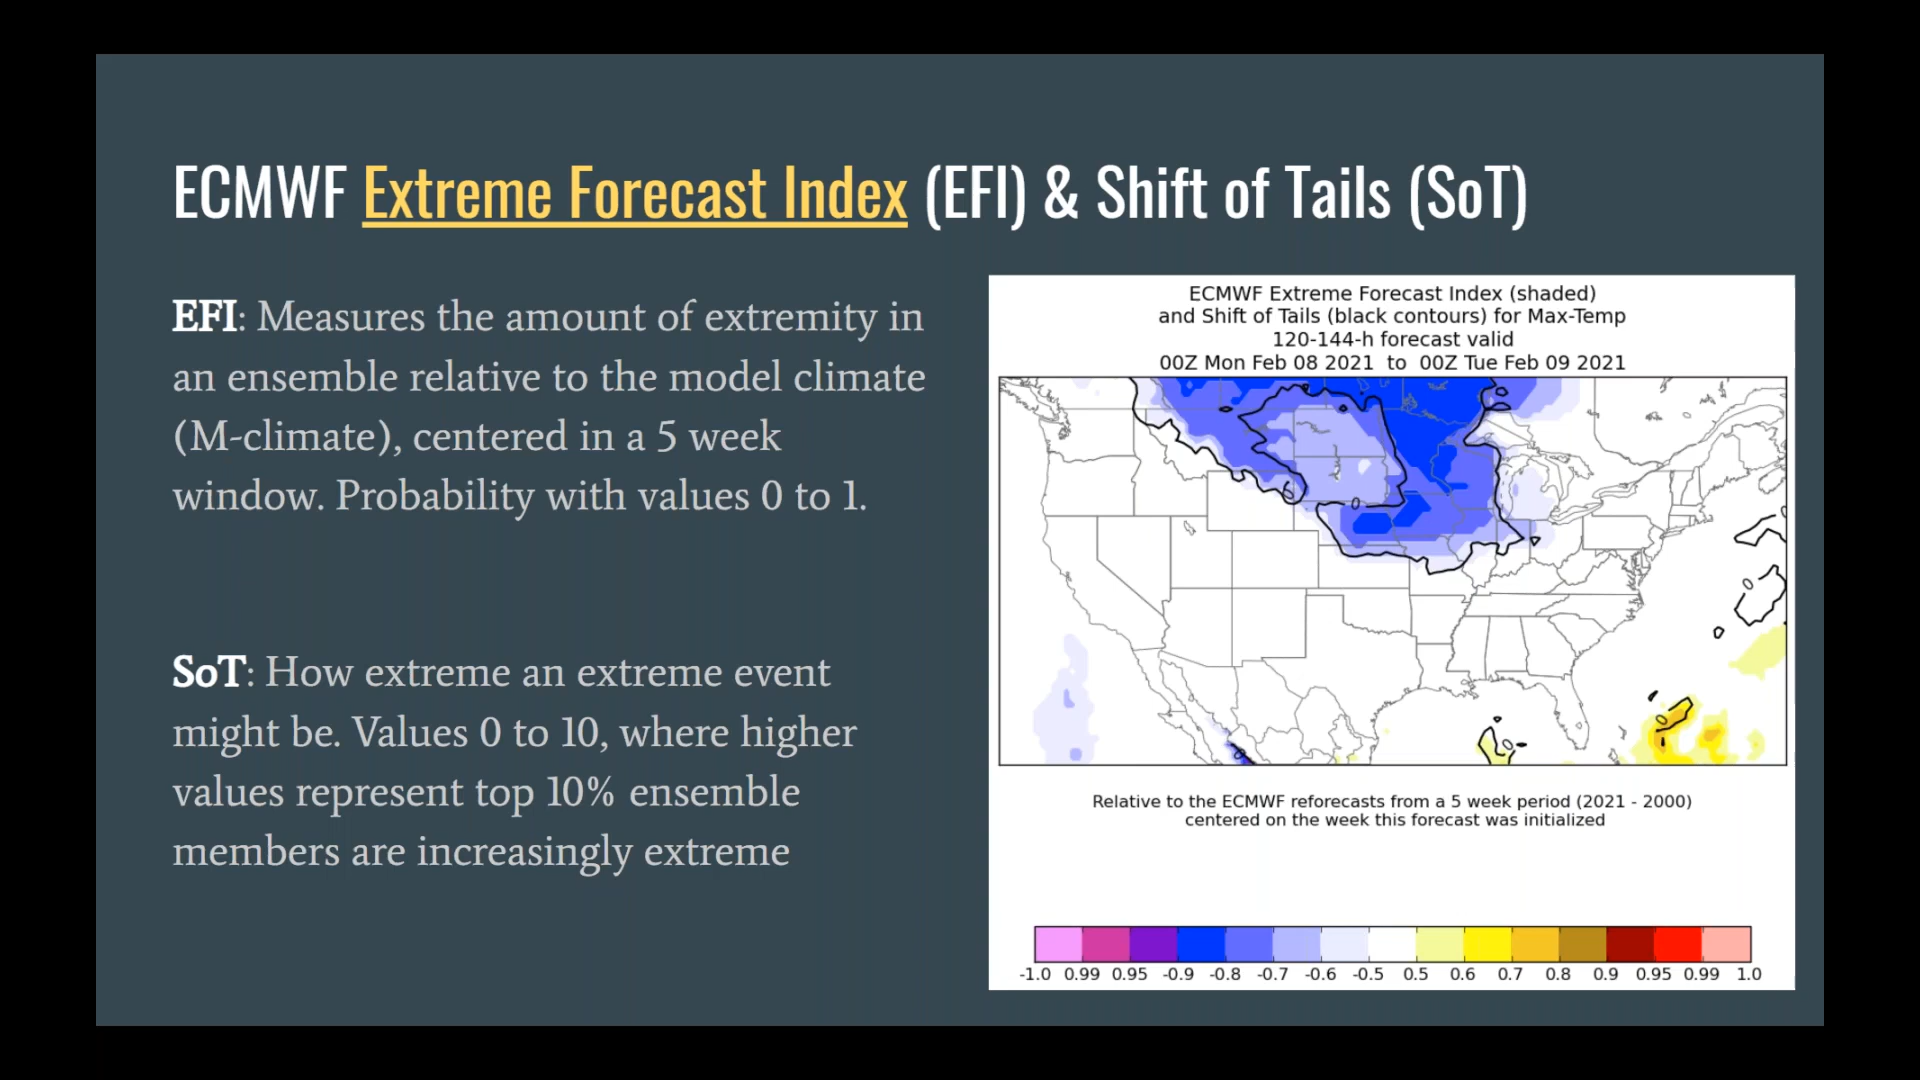 ECMWF Extreme Forecast Index (EFI) & Shift of Tails (SoT)
EFI: Measures the amount of extremity in
an ensemble relative to the model climate
(M-climate), centered in a 5 week
window. Probability with values 0 to 1.
SoT: How extreme an extreme event
might be. Values 0 to 10, where higher
values represent top 10% ensemble
members are increasingly extreme
ECMWF Extreme Forecast Index (shaded)
and Shift of Tails (black contours) for Max-Temp
120-144-h forecast valid
00Z Mon Feb 08 2021 to 00Z Tue Feb 09 2021
0
0
0
0
0
Relative to the ECMWF reforecasts from a 5 week period (2021 - 2000)
centered on the week this forecast was initialized
-1.0 0.99 0.95 -0.9 -0.8 -0.7 -0.6 -0.5 0.5 0.6 0.7 0.8 0.9 0.95 0.99 1.0